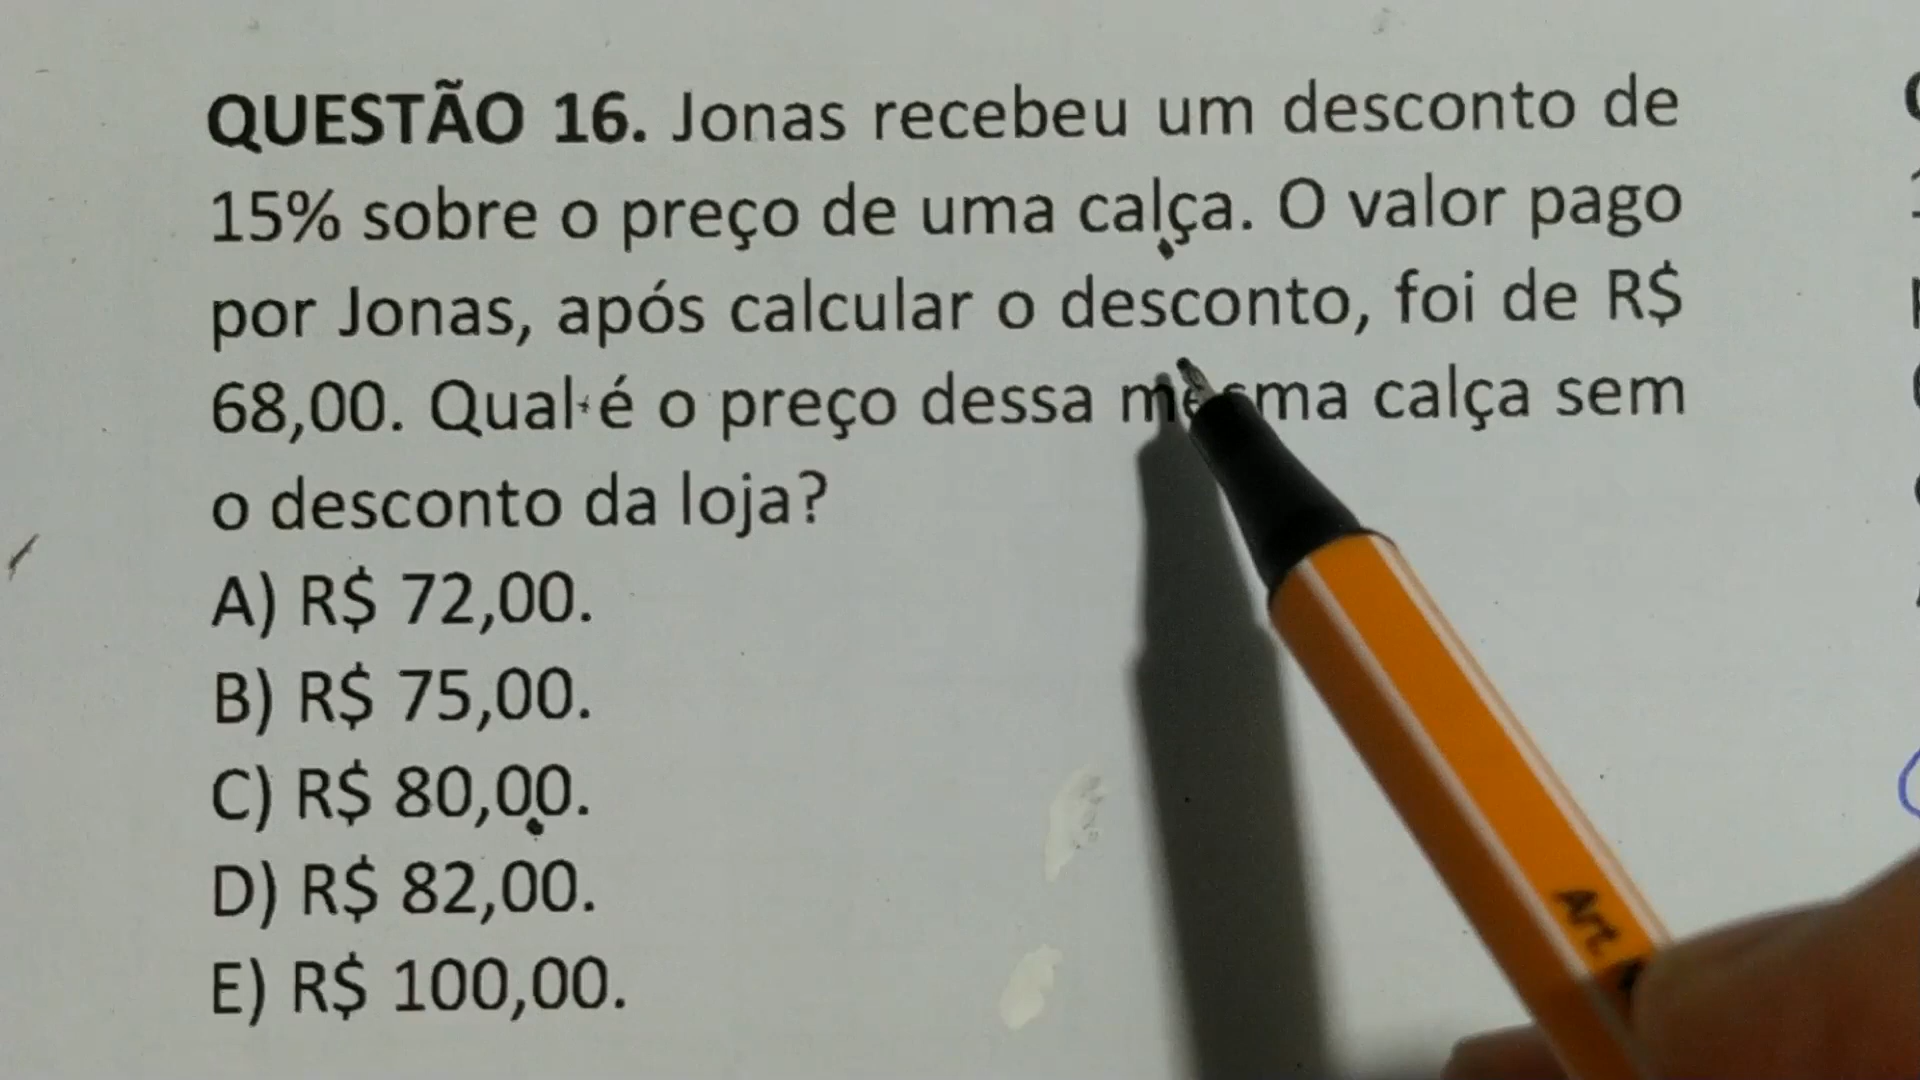 QUESTÃO 16. Jonas recebeu um desconto de
15% sobre o preço de uma calça. O valor pago
por Jonas, após calcular o desconto, foi de R$
68,00. Qual é o preço dessa mesma calça sem
o desconto da loja?
A) R$ 72,00.
B) R$ 75,00.
C) R$ 80,00.
D) R$ 82,00.
E) R$ 100,00.
Art.